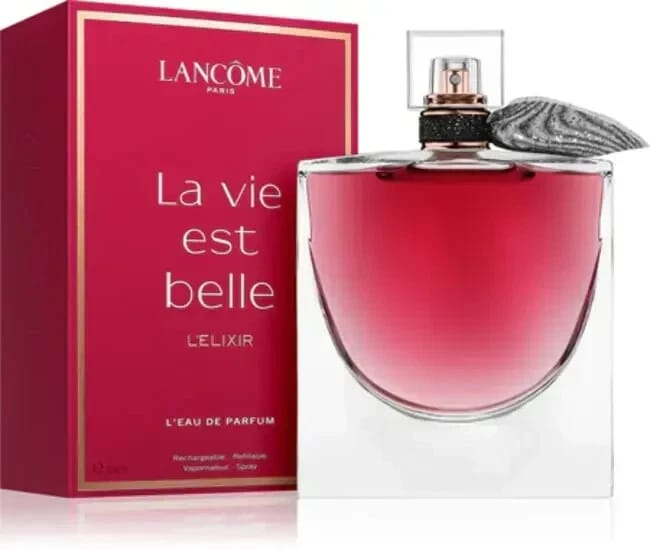 LANCÔME
PARIS
La vie
est
belle
L'ELIXIR
L'EAU DE PARFUM
Rechargeable Refillable
Vaporisateur - Spray